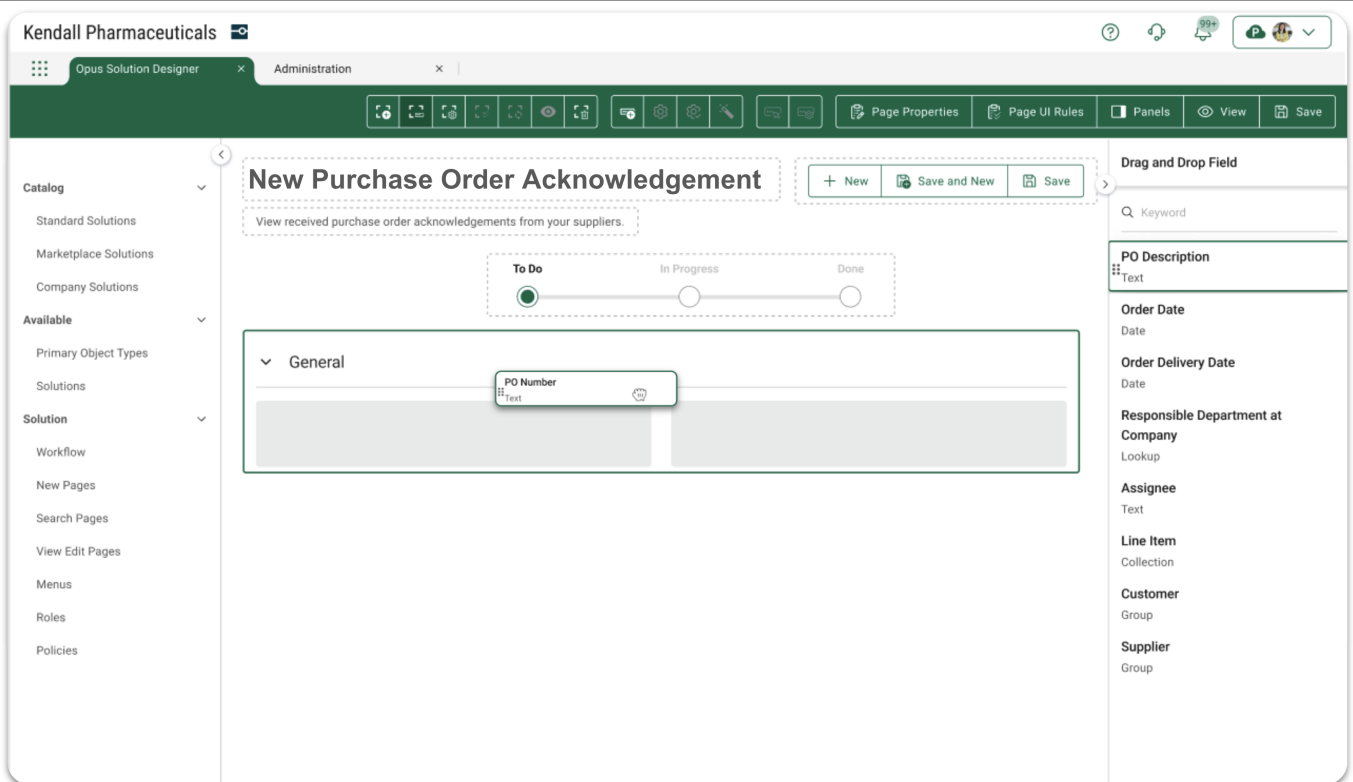 Kendall Pharmaceuticals
99+
P
Opus Solution Designer
Administration
Page Properties
Page UI Rules
Panels
View
Save
Catalog
Standard Solutions
Marketplace Solutions
Company Solutions
Available
Primary Object Types
Solutions
Solution
Workflow
New Pages
Search Pages
View Edit Pages
Menus
Roles
Policies
New Purchase Order Acknowledgement
New
Save and New
Save
View received purchase order acknowledgements from your suppliers.
To Do
In Progress
Done
General
PO Number
Text
Drag and Drop Field
Keyword
PO Description
Text
Order Date
Date
Order Delivery Date
Date
Responsible Department at
Company
Lookup
Assignee
Text
Line Item
Collection
Customer
Group
Supplier
Group